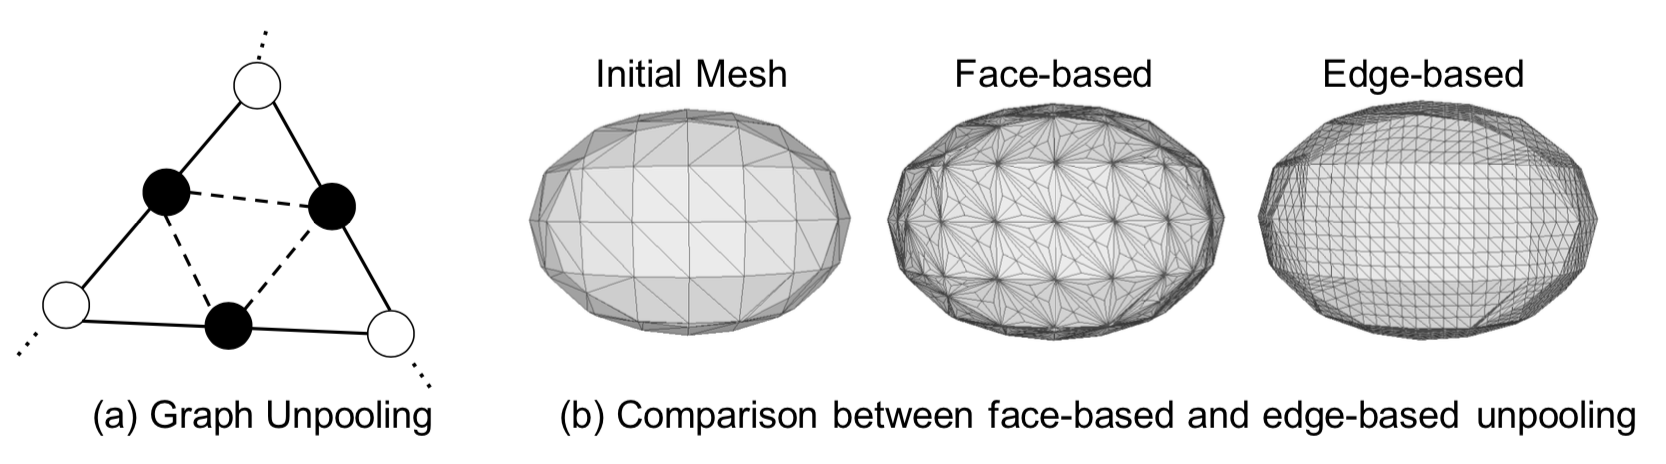 Initial Mesh
Face-based
Edge-based
(a) Graph Unpooling
(b) Comparison between face-based and edge-based unpooling